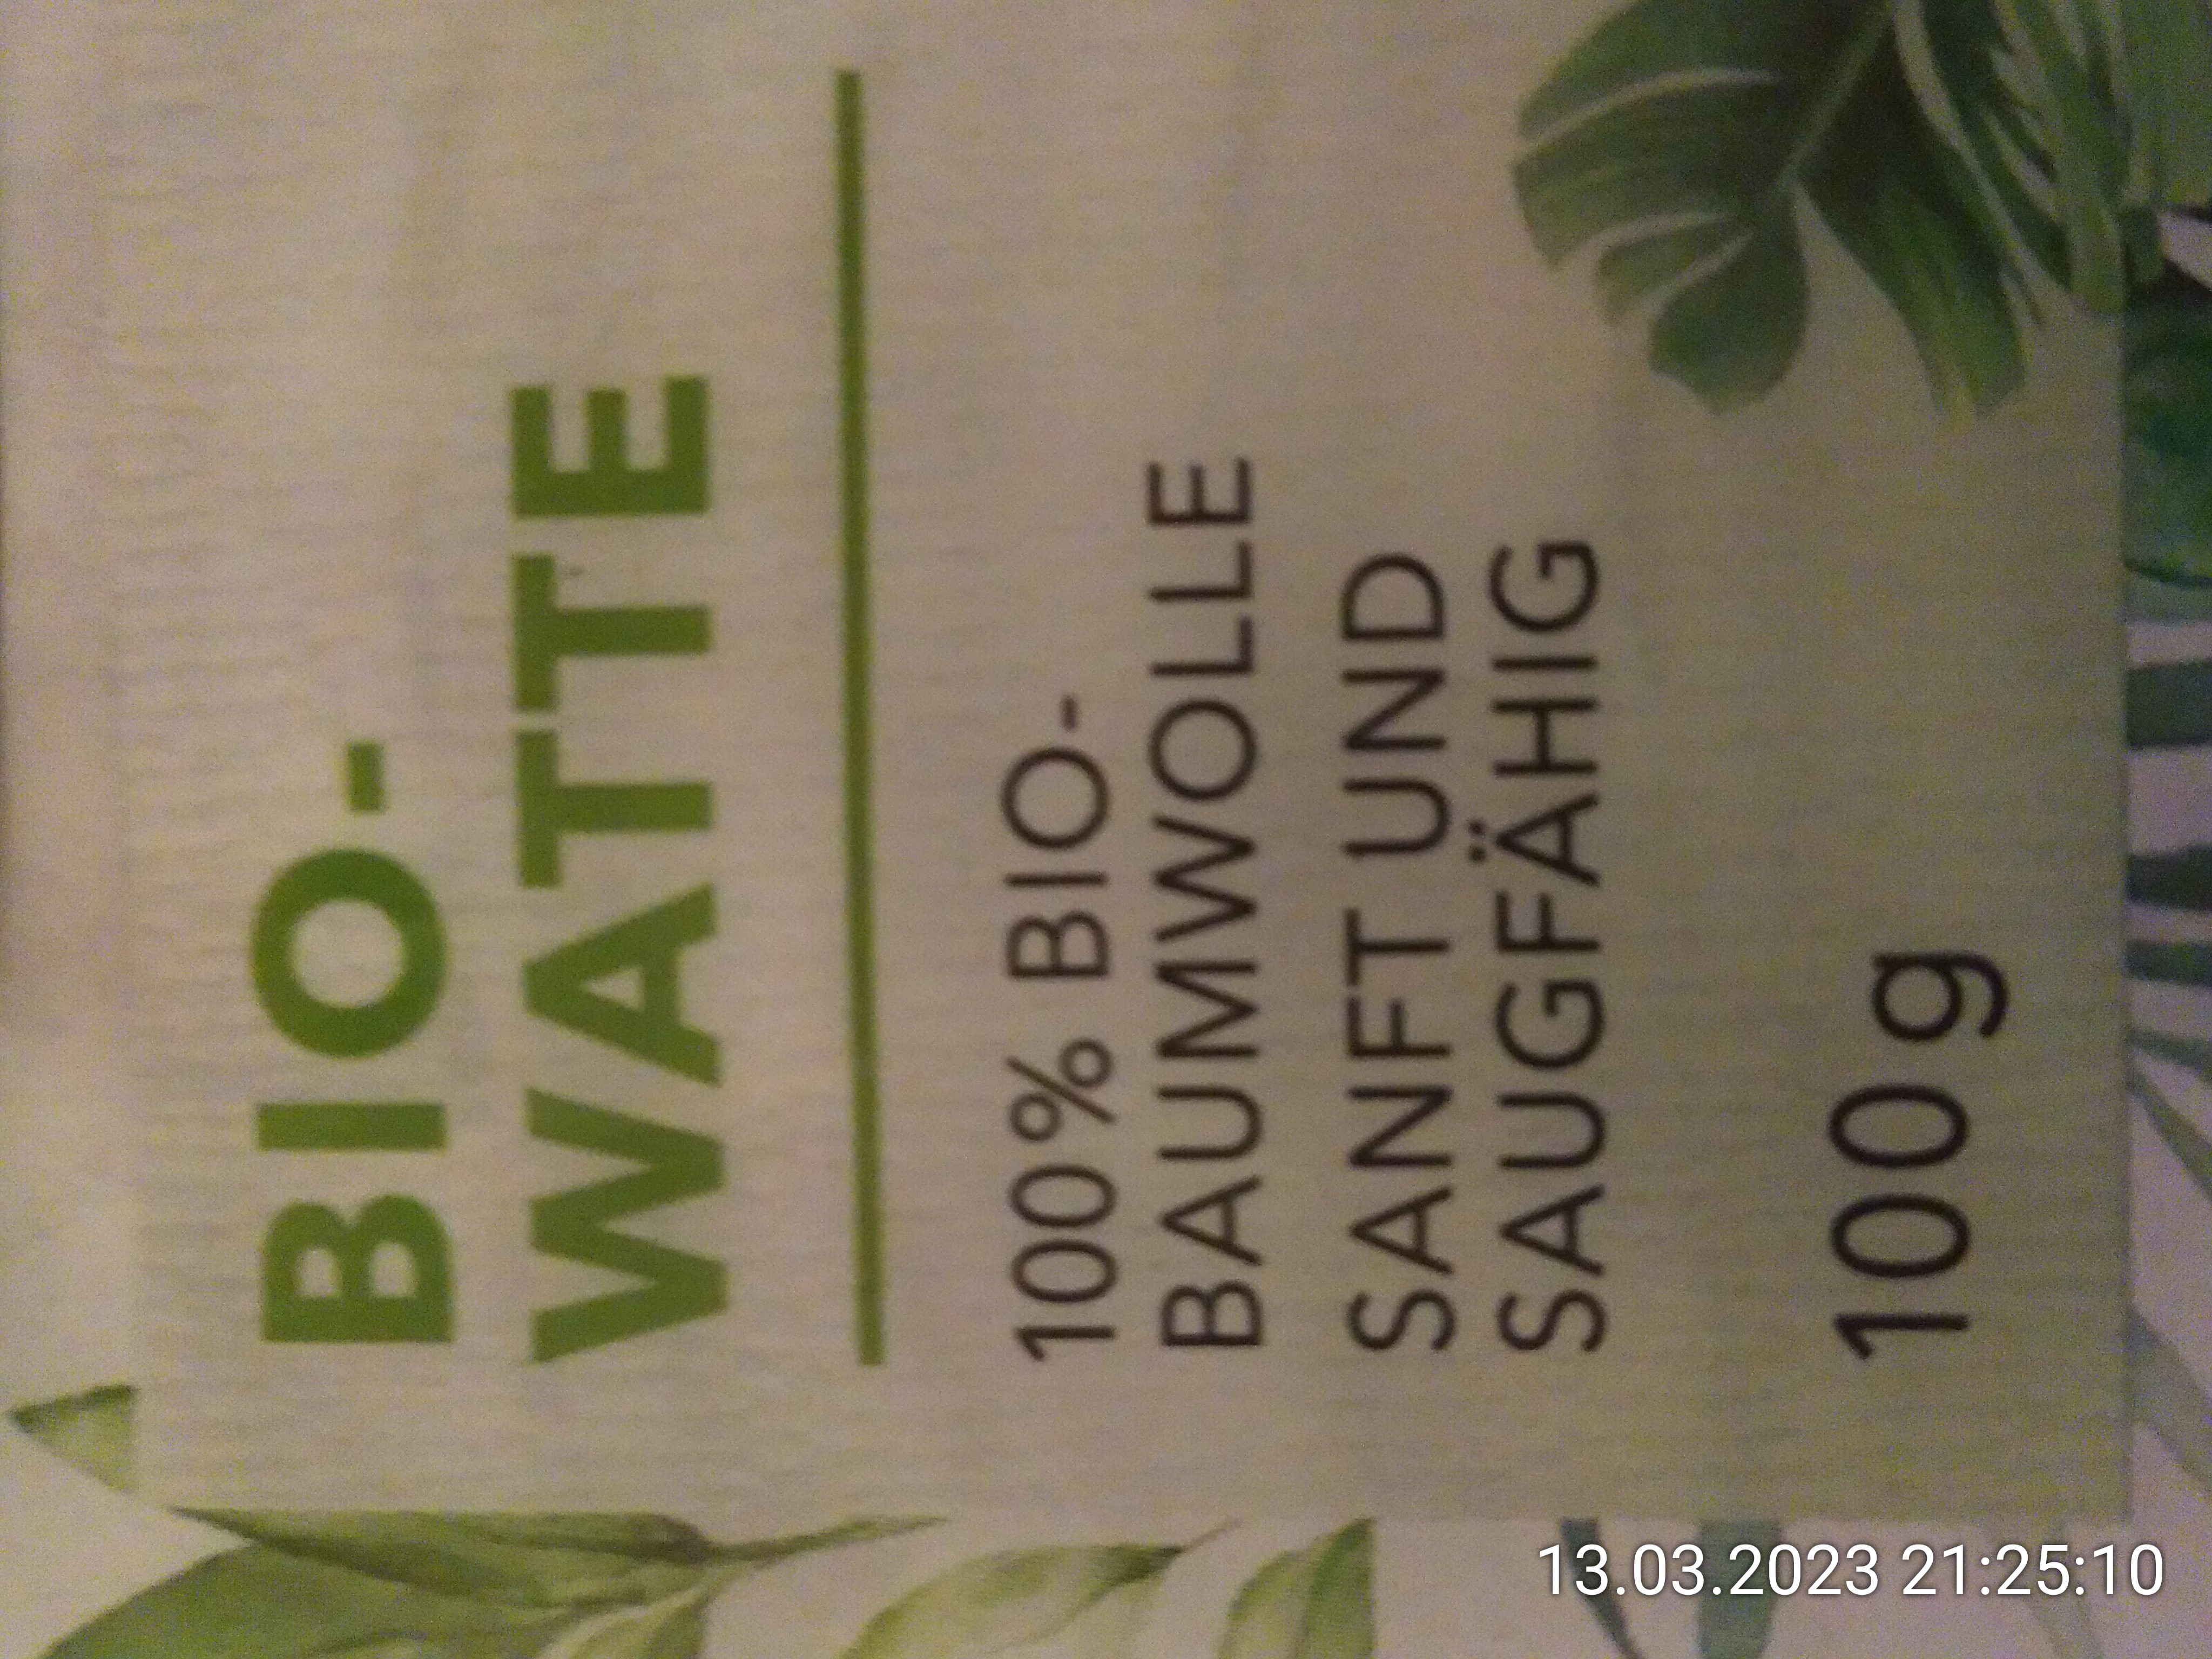 BIO-
WATTE
100% BIO-
BAUMWOLLE
SANFT UND
SAUGFÄHIG
100 g
13.03.2023 21:25:10